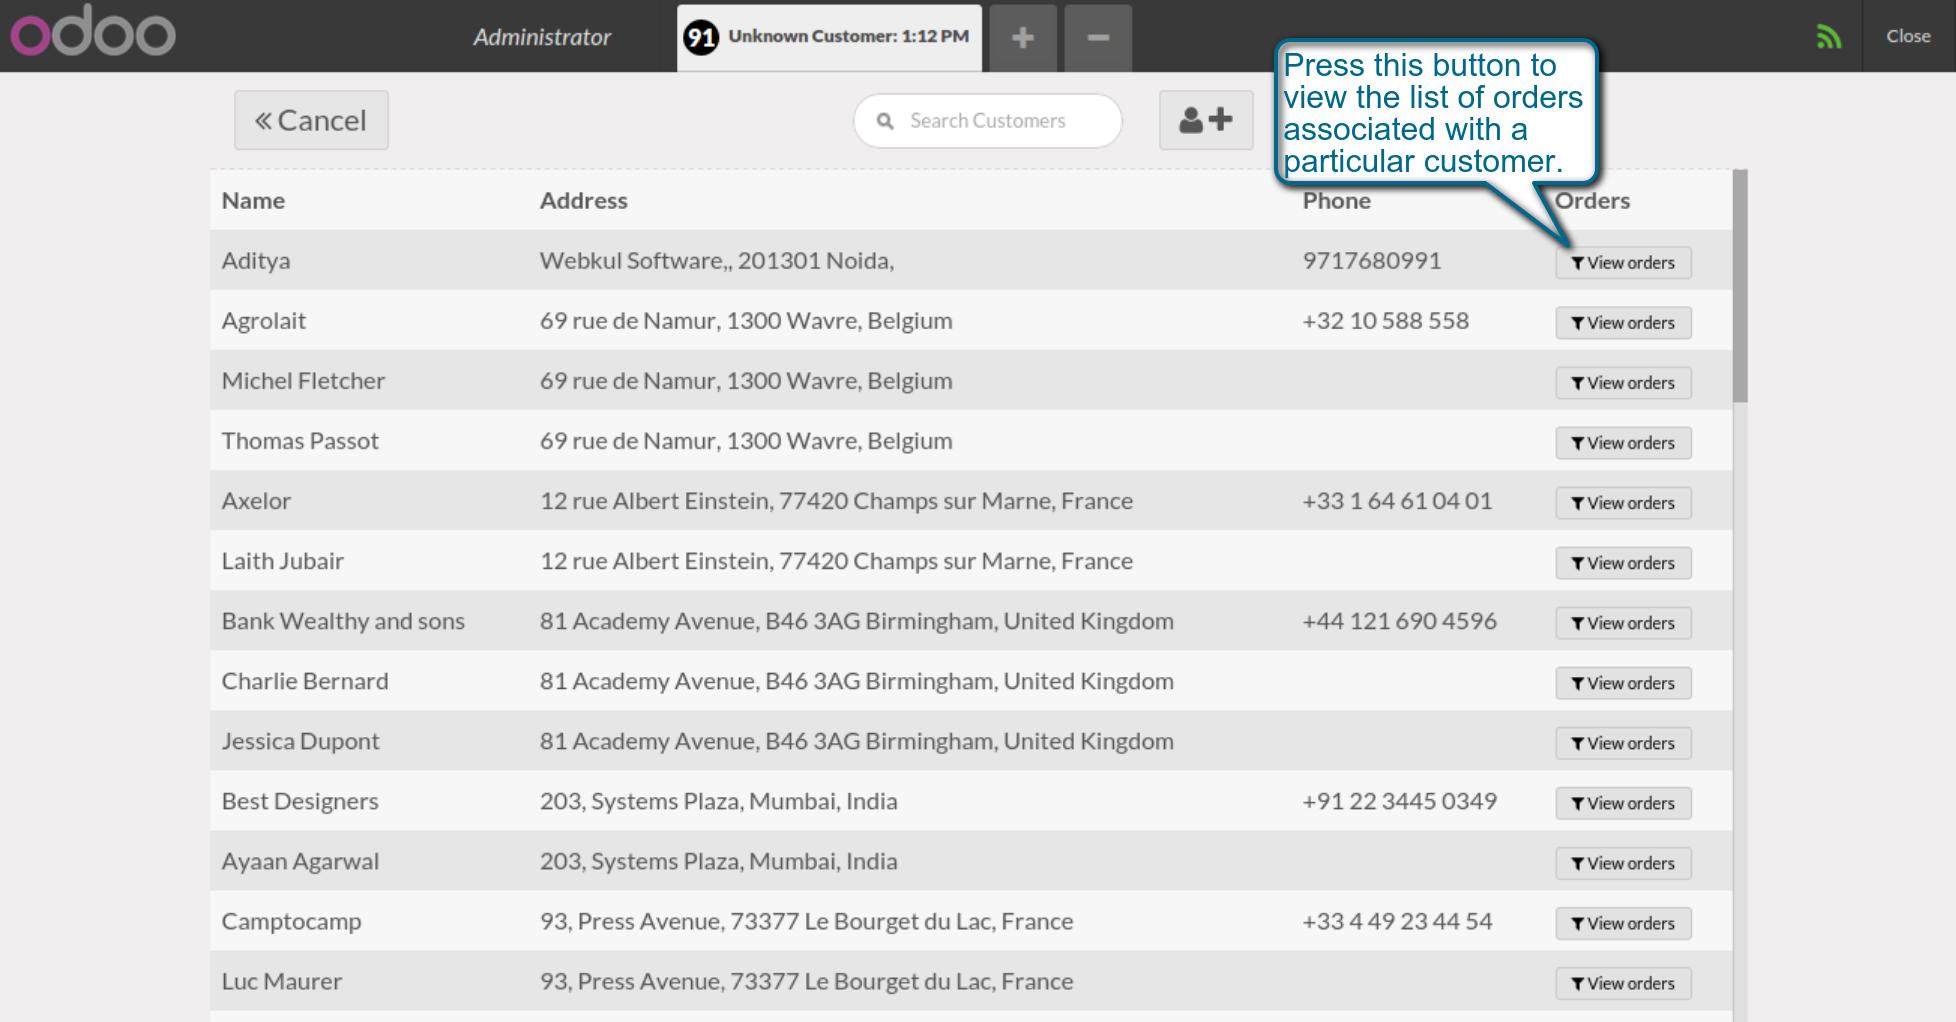 odoo
Administrator
91 Unknown Customer: 1:12 PM
+
−
Close
Press this button to
view the list of orders
associated with a
particular customer.
« Cancel
Search Customers
Name Address Phone Orders
Aditya Webkul Software,, 201301 Noida, 9717680991 View orders
Agrolait 69 rue de Namur, 1300 Wavre, Belgium +32 10 588 558 View orders
Michel Fletcher 69 rue de Namur, 1300 Wavre, Belgium View orders
Thomas Passot 69 rue de Namur, 1300 Wavre, Belgium View orders
Axelor 12 rue Albert Einstein, 77420 Champs sur Marne, France +33 1 64 61 04 01 View orders
Laith Jubair 12 rue Albert Einstein, 77420 Champs sur Marne, France View orders
Bank Wealthy and sons 81 Academy Avenue, B46 3AG Birmingham, United Kingdom +44 121 690 4596 View orders
Charlie Bernard 81 Academy Avenue, B46 3AG Birmingham, United Kingdom View orders
Jessica Dupont 81 Academy Avenue, B46 3AG Birmingham, United Kingdom View orders
Best Designers 203, Systems Plaza, Mumbai, India +91 22 3445 0349 View orders
Ayaan Agarwal 203, Systems Plaza, Mumbai, India View orders
Camptocamp 93, Press Avenue, 73377 Le Bourget du Lac, France +33 4 49 23 44 54 View orders
Luc Maurer 93, Press Avenue, 73377 Le Bourget du Lac, France View orders